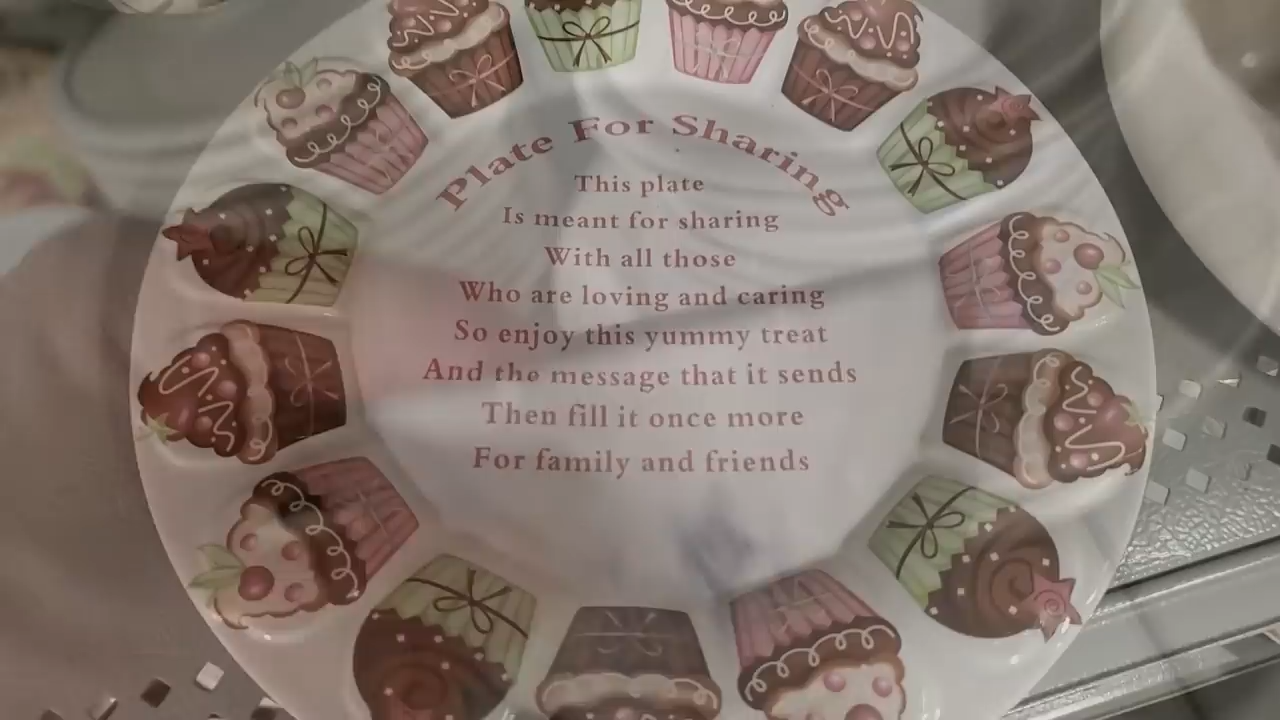 Plate For Sharing
This plate
Is meant for sharing
With all those
Who are loving and caring
So enjoy this yummy treat
And the message that it sends
Then fill it once more
For family and friends